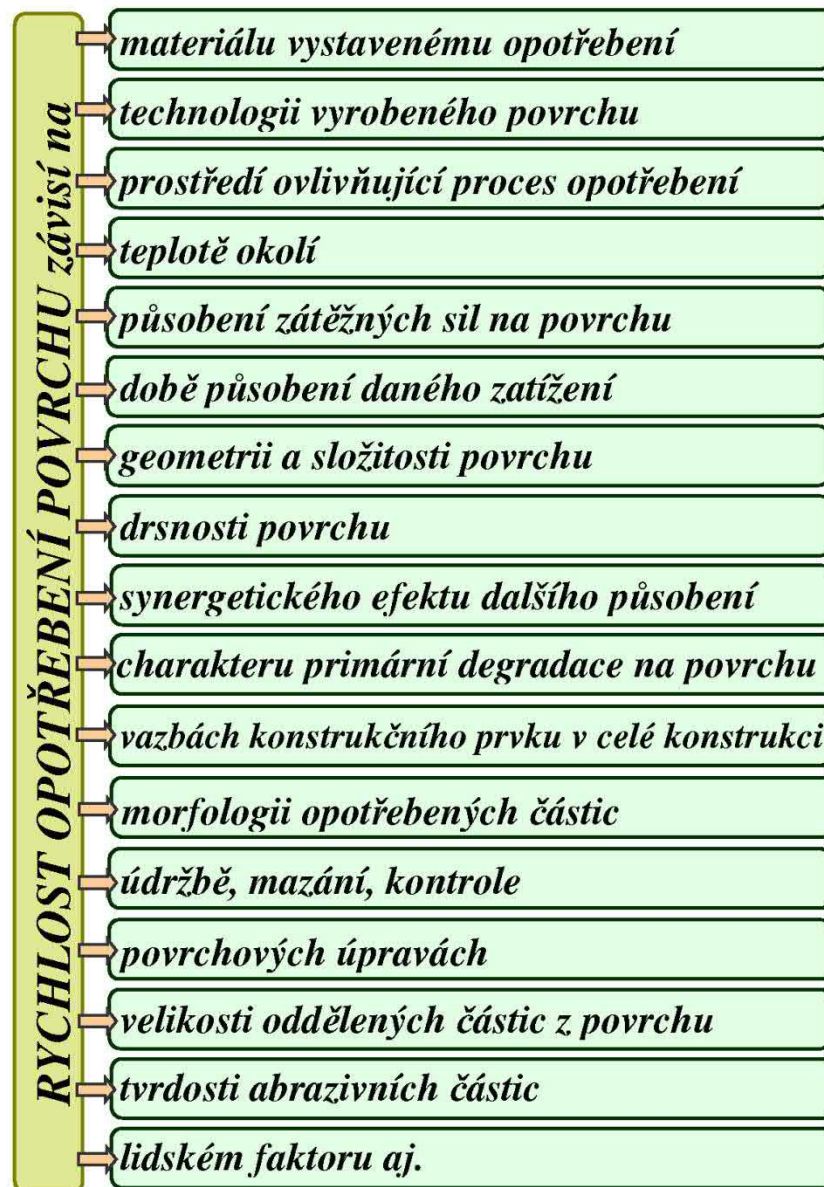 RYCHLOST OPOTŘEBENÍ POVRCHU závisí na
materiálu vystavenému opotřebení
technologii vyrobeného povrchu
prostředí ovlivňující proces opotřebení
teplotě okolí
působení zátěžných sil na povrchu
době působení daného zatížení
geometrii a složitosti povrchu
drsnosti povrchu
synergetického efektu dalšího působení
charakteru primární degradace na povrchu
vazbách konstrukčního prvku v celé konstrukci
morfologii opotřebených částic
údržbě, mazání, kontrole
povrchových úpravách
velikosti oddělených částic z povrchu
tvrdosti abrazivních částic
lidském faktoru aj.